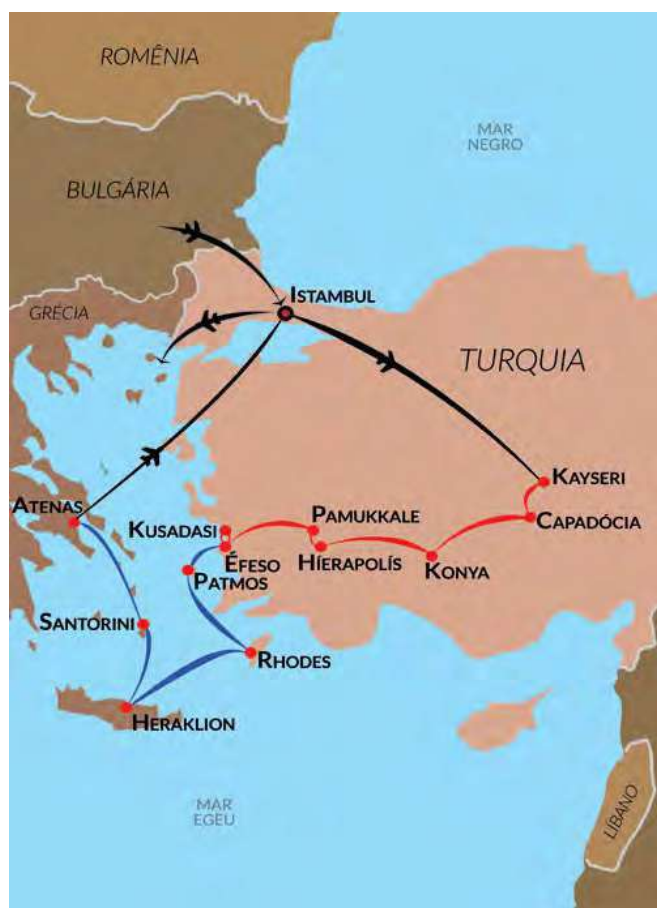 ROMÊNIA
MAR
NEGRO
BULGÁRIA
GRÉCIA
ISTAMBUL
TURQUIA
KAYSERI
ATENAS
KUSADASI
PAMUKKALE
CAPADÓCIA
ÉFESO
HÍERAPOLÍS
KONYA
PATMOS
SANTORINI
RHODES
HERAKLION
MAR
EGEU
LÍBANO